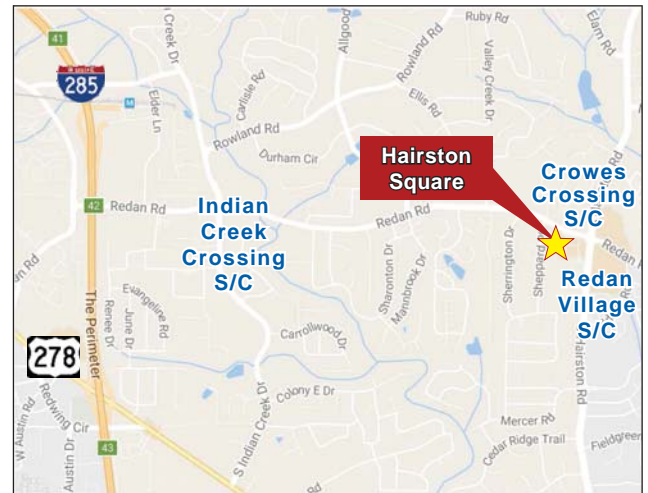 41
285
Elder Ln
Creek Dr
Carlisle Rd
Rowland Rd
Durham Cir
Allgood
Ruby Rd
Rowland Rd
Valley Creek Dr
Ellis Rd
Elam Rd
Hairston
Square
Crowes
Crossing
S/C
42
Redan Rd
Indian
Creek
Crossing
S/C
Redan Rd
Sharonton Dr
Mannbrook Dr
Sherrington Dr
Redan
Village
S/C
Hairston Rd
The Perimeter
Renee Dr
June Dr
Evangeline Rd
278
Carrollwood Dr
Colony E Dr
S Indian Creek Dr
W Austin Rd
Redwing Cir
Austin Dr
43
Mercer Rd
Cedar Ridge Trail
Fieldgreen